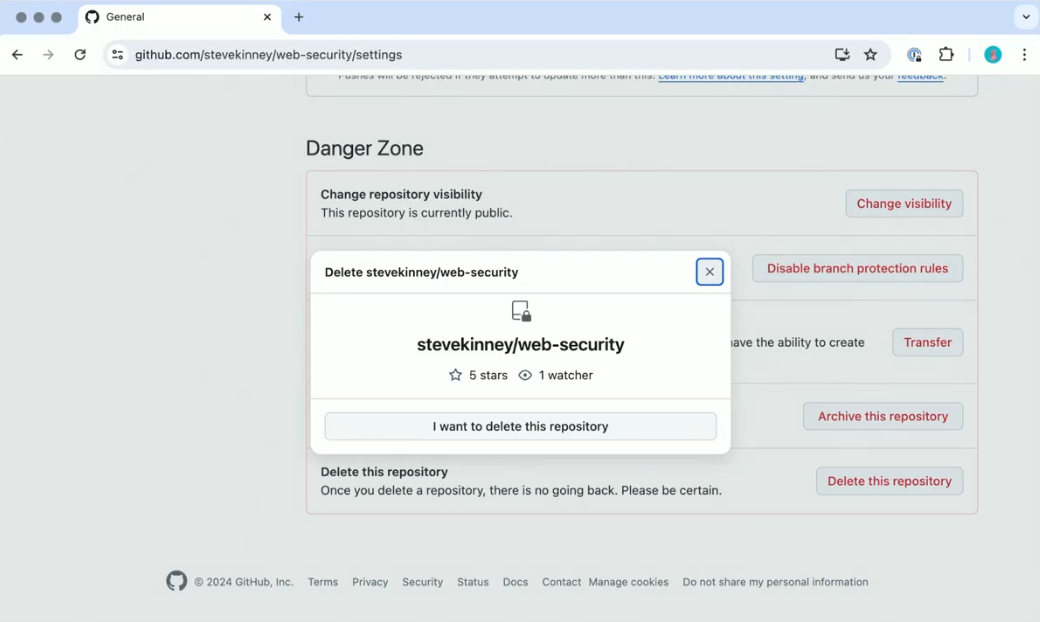 General
github.com/stevekinney/web-security/settings
Pushes will be rejected if they attempt to update more than this. Learn more about this setting, and send us your feedback.
Danger Zone
Change repository visibility
This repository is currently public.
Change visibility
Disable branch protection rules
Delete stevekinney/web-security
stevekinney/web-security
5 stars 1 watcher
I want to delete this repository
have the ability to create
Transfer
Archive this repository
Delete this repository
Once you delete a repository, there is no going back. Please be certain.
Delete this repository
© 2024 GitHub, Inc. Terms Privacy Security Status Docs Contact Manage cookies Do not share my personal information